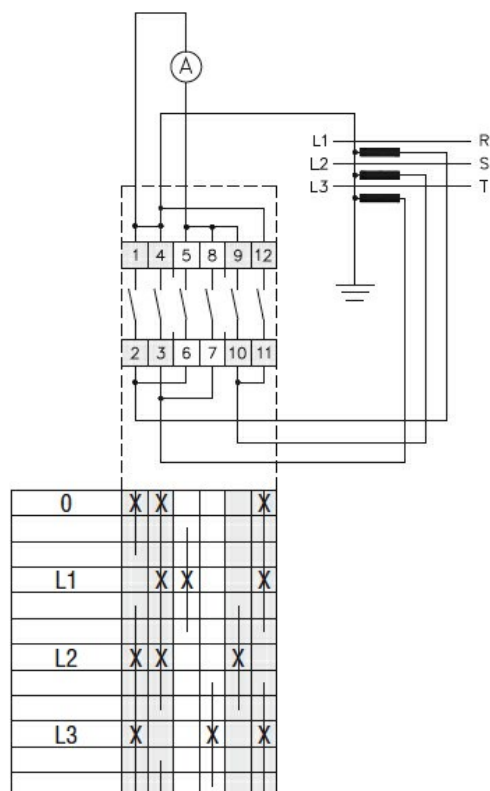 A
L1 R
L2 S
L3 T
1 4 5 8 9 12
2 3 6 7 10 11
0 X X X
L1 X X X
L2 X X X
L3 X X X